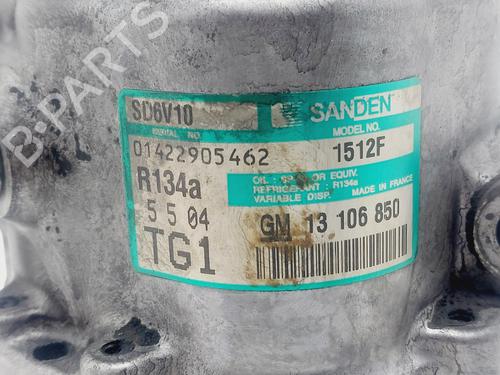 SD6V10
SERIAL NO.
01422905462
R134a
5 5 04
TG1
SANDEN
MODEL NO.
1512F
OIL : OR EQUIV.
REFRIGERANT : R134a
VARIABLE DISP. MADE IN FRANCE
GM 13 106 850
B-PARTS